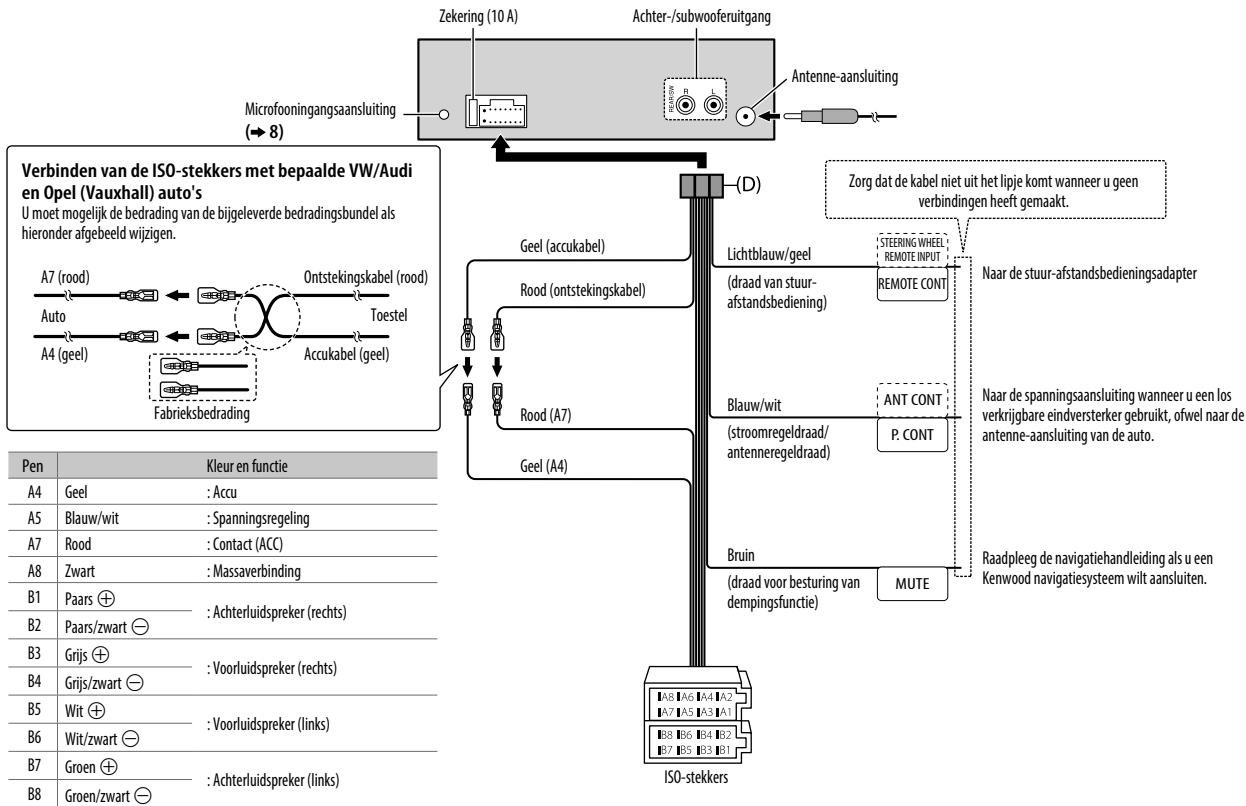 Zekering (10 A)
Achter-/subwooferuitgang
Antenne-aansluiting
Microfooningangsaansluiting
(➜ 8)
REAR/SW
R
L
Verbinden van de ISO-stekkers met bepaalde VW/Audi
en Opel (Vauxhall) auto's
U moet mogelijk de bedrading van de bijgeleverde bedradingsbundel als
hieronder afgebeeld wijzigen.
A7 (rood)
Ontstekingskabel (rood)
Auto
Toestel
A4 (geel)
Accukabel (geel)
Fabrieksbedrading
(D)
Zorg dat de kabel niet uit het lipje komt wanneer u geen
verbindingen heeft gemaakt.
Geel (accukabel)
Rood (ontstekingskabel)
Rood (A7)
Geel (A4)
Lichtblauw/geel
(draad van stuur-
afstandsbediening)
STEERING WHEEL
REMOTE INPUT
REMOTE CONT
Naar de stuur-afstandsbedieningsadapter
Blauw/wit
(stroomregeldraad/
antenneregeldraad)
ANT CONT
P. CONT
Naar de spanningsaansluiting wanneer u een los
verkrijgbare eindversterker gebruikt, ofwel naar de
antenne-aansluiting van de auto.
Bruin
(draad voor besturing van
dempingsfunctie)
MUTE
Raadpleeg de navigatiehandleiding als u een
Kenwood navigatiesysteem wilt aansluiten.
Pen Kleur en functie
A4 Geel : Accu
A5 Blauw/wit : Spanningsregeling
A7 Rood : Contact (ACC)
A8 Zwart : Massaverbinding
B1 Paars ⊕ : Achterluidspreker (rechts)
B2 Paars/zwart ⊖
B3 Grijs ⊕ : Voorluidspreker (rechts)
B4 Grijs/zwart ⊖
B5 Wit ⊕ : Voorluidspreker (links)
B6 Wit/zwart ⊖
B7 Groen ⊕ : Achterluidspreker (links)
B8 Groen/zwart ⊖
A8 A6 A4 A2
A7 A5 A3 A1
B8 B6 B4 B2
B7 B5 B3 B1
ISO-stekkers